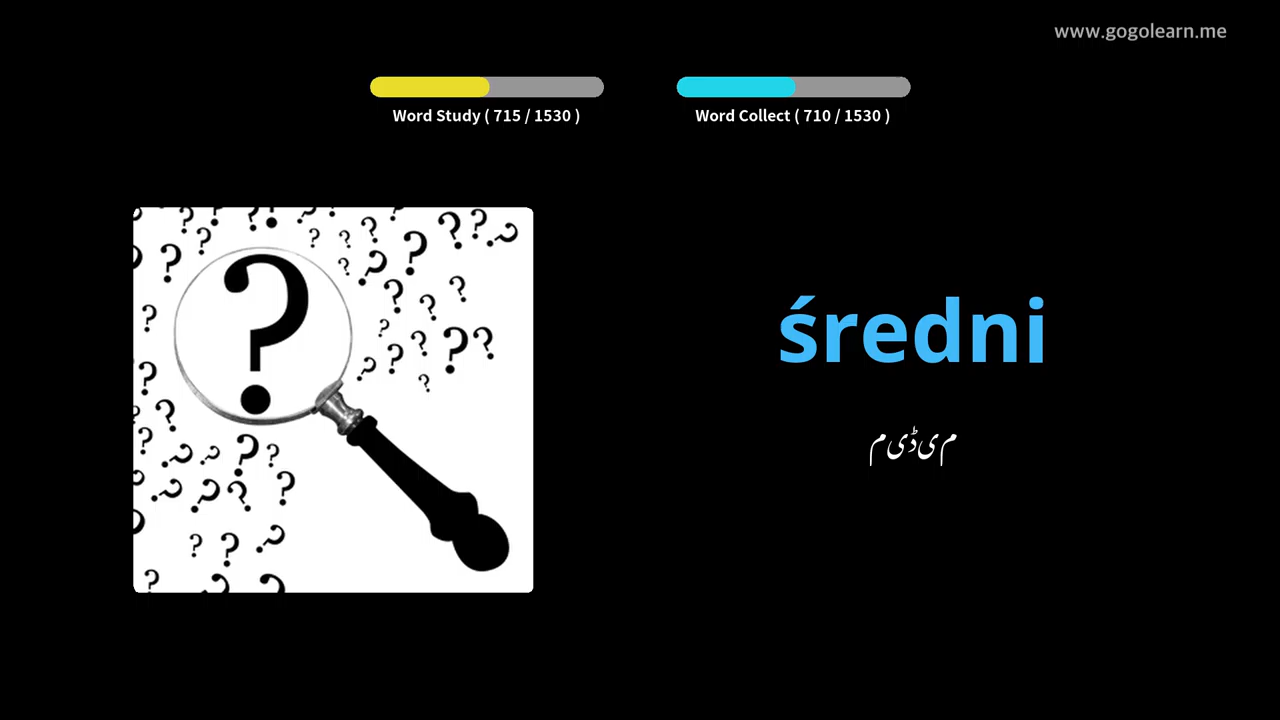 www.gogolearn.me
Word Study ( 715 / 1530 )
Word Collect ( 710 / 1530 )
średni
میڈیم